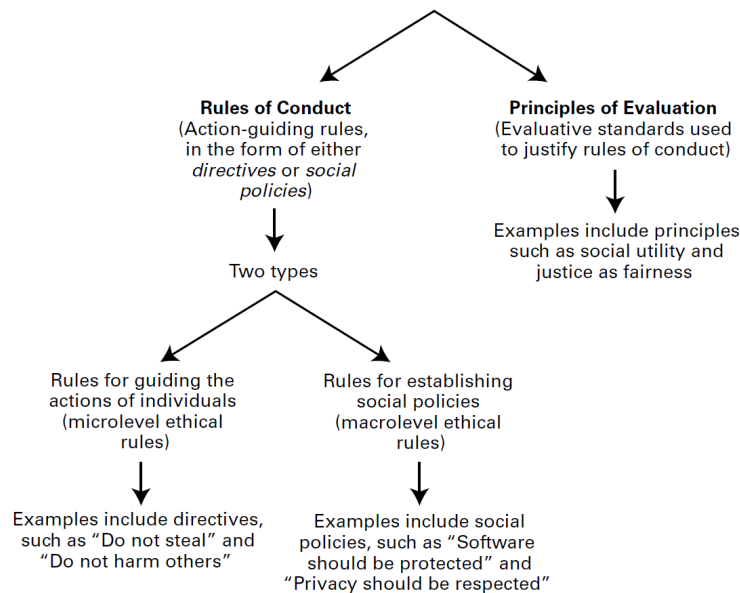 Rules of Conduct
(Action-guiding rules,
in the form of either
directives or social
policies)
Principles of Evaluation
(Evaluative standards used
to justify rules of conduct)
Examples include principles
such as social utility and
justice as fairness
Two types
Rules for guiding the
actions of individuals
(microlevel ethical
rules)
Rules for establishing
social policies
(macrolevel ethical
rules)
Examples include directives,
such as “Do not steal” and
“Do not harm others”
Examples include social
policies, such as “Software
should be protected” and
“Privacy should be respected”